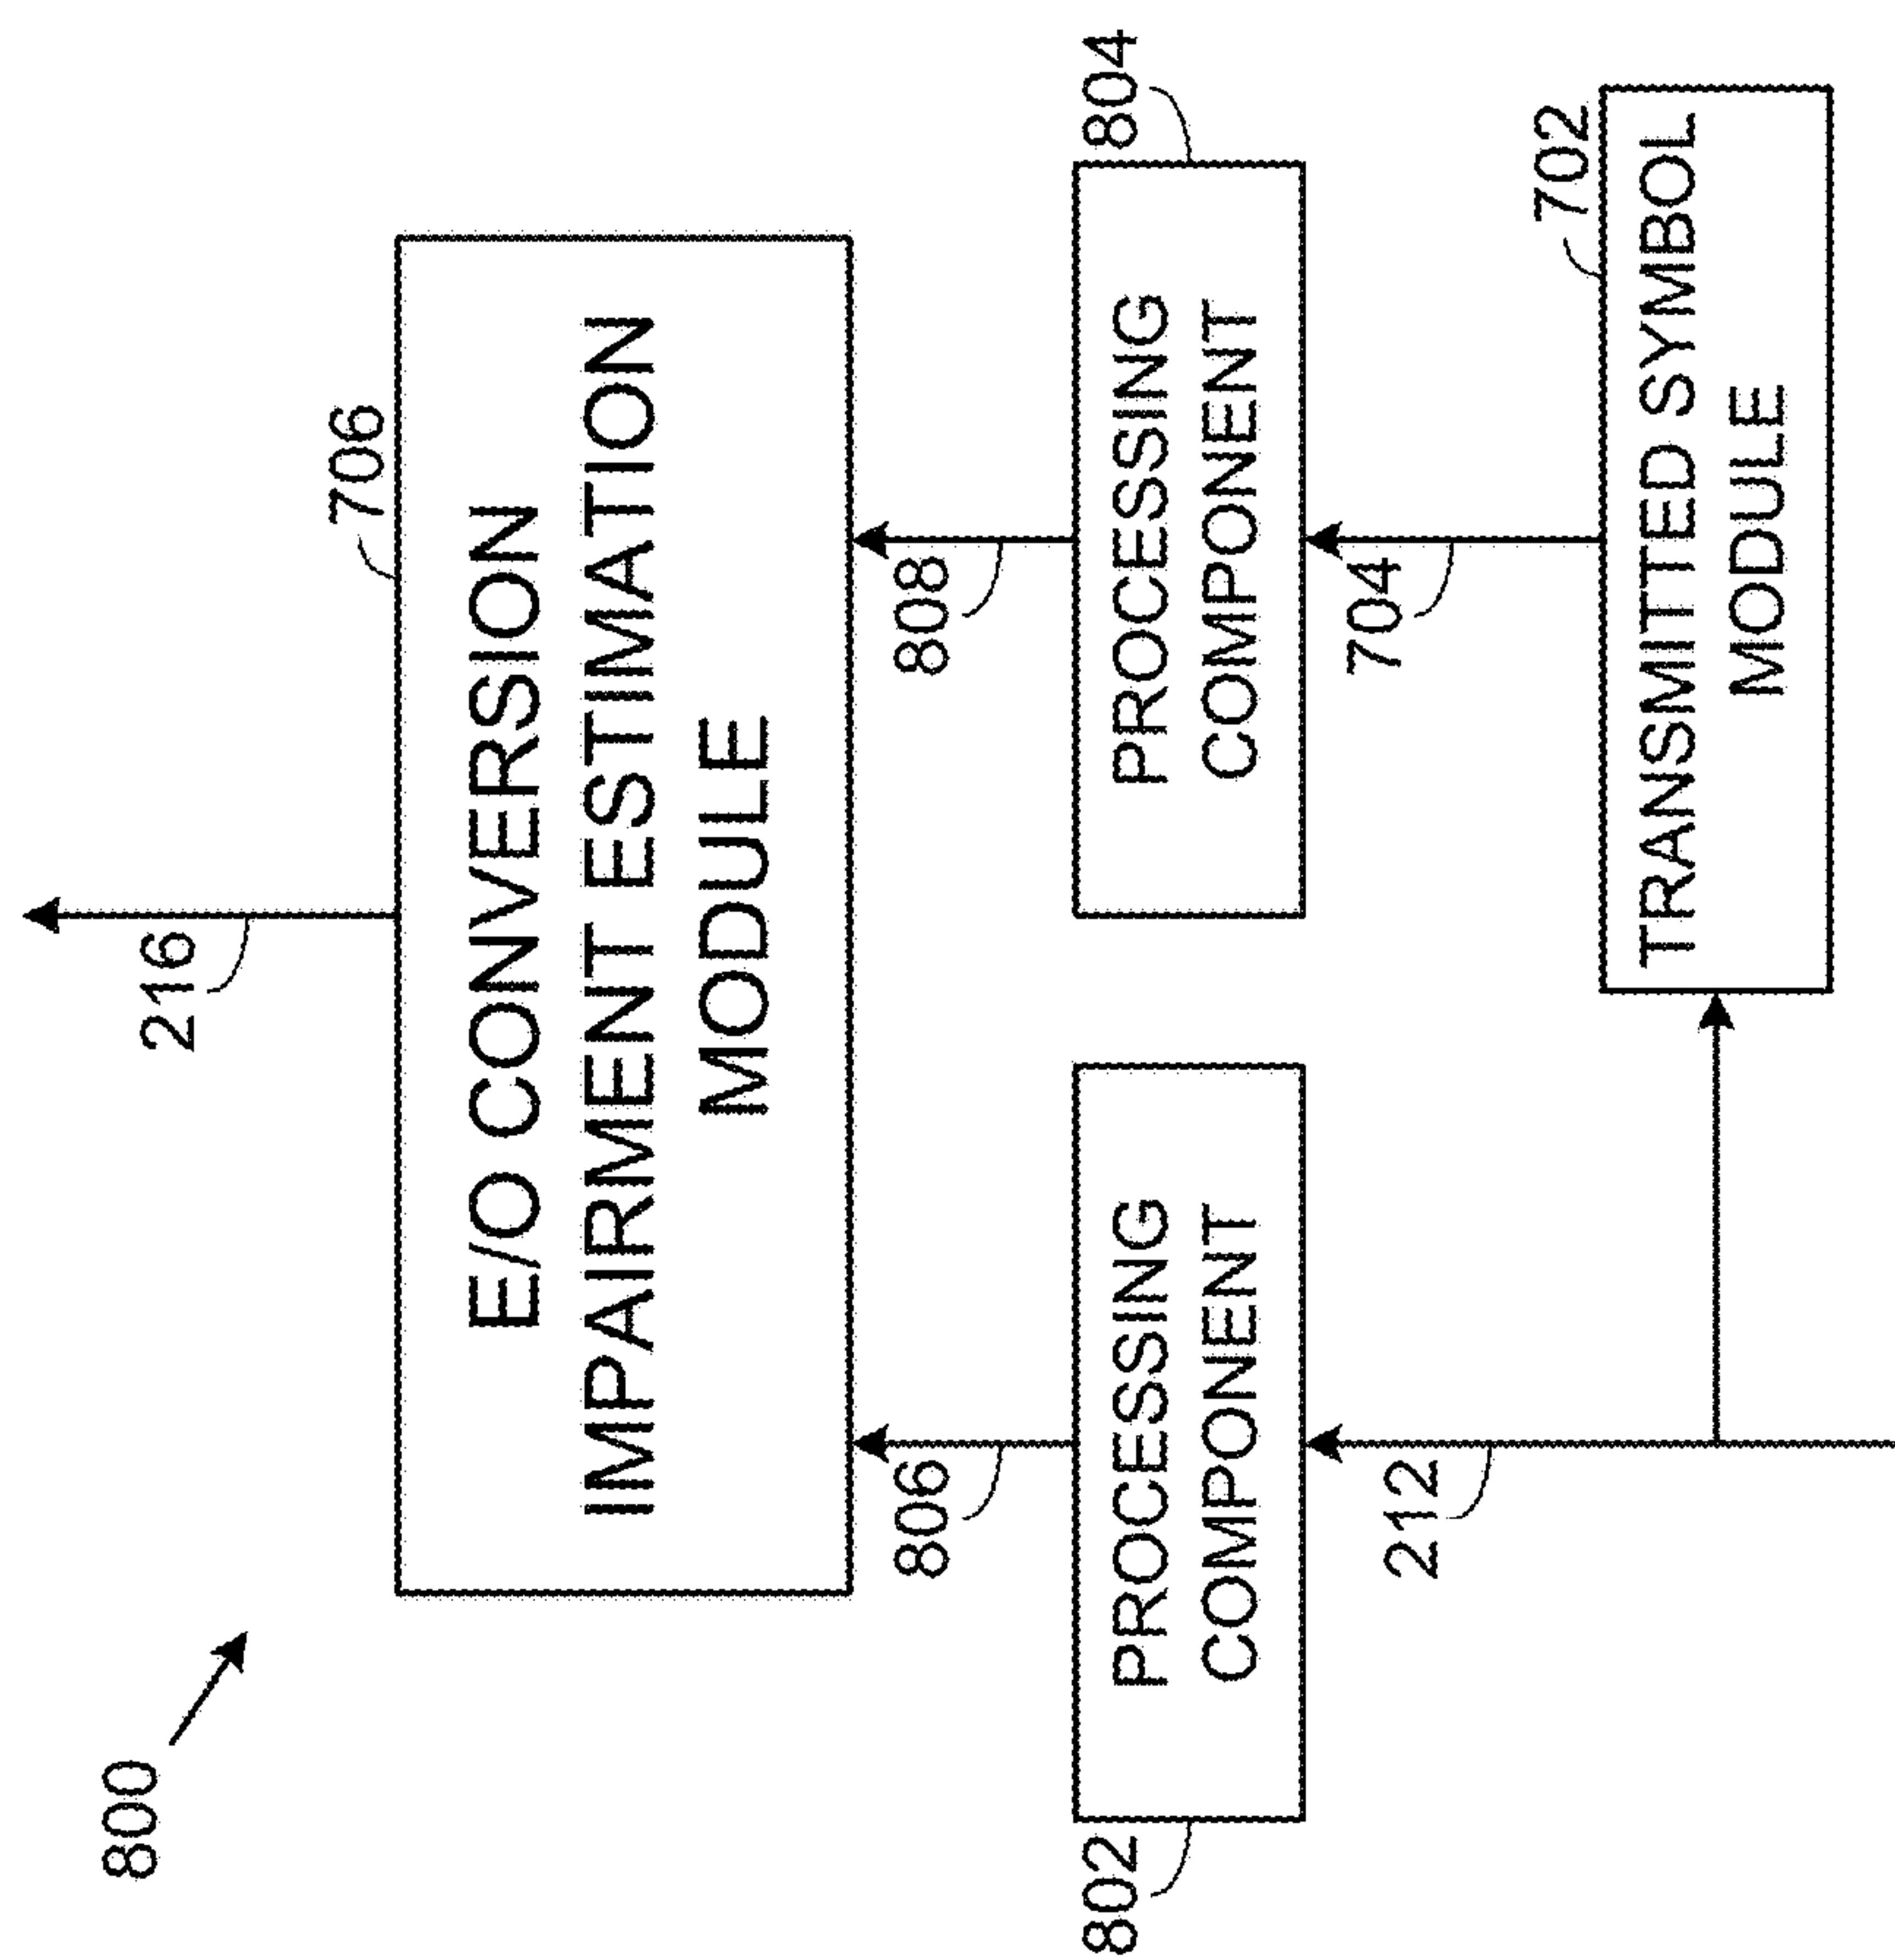 800
216
706
E/O CONVERSION
IMPAIRMENT ESTIMATION
MODULE
806
808
802
PROCESSING
COMPONENT
804
PROCESSING
COMPONENT
212
704
702
TRANSMITTED SYMBOL
MODULE